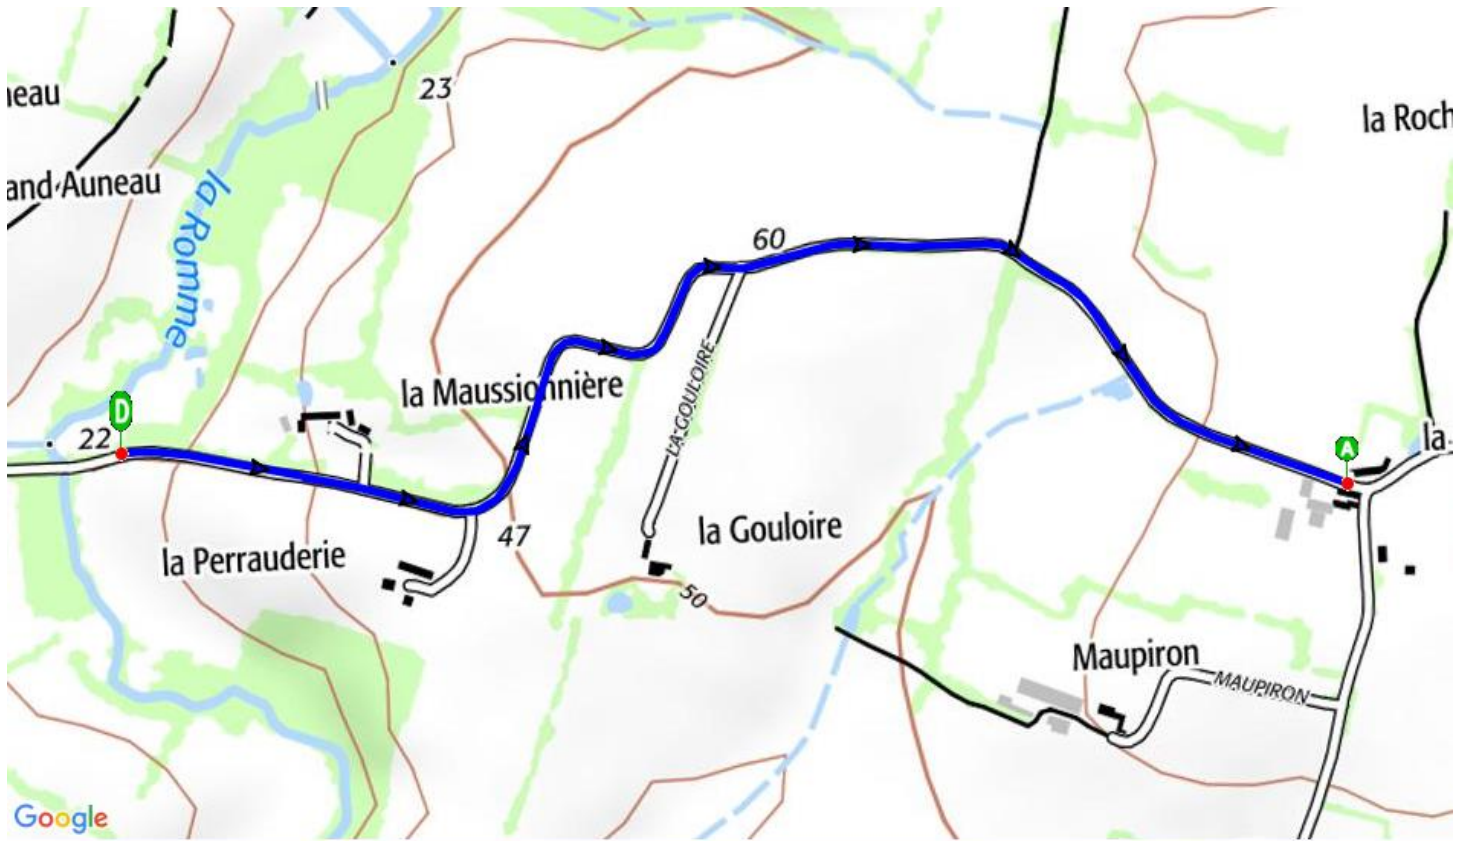 23
neau
la Roch
and-Auneau
la Romme
60
L'A GOULOIRE
la Maussionnière
D
22
A
la
47
la Gouloire
la Perrauderie
50
Maupiron
MAUPIRON
Google